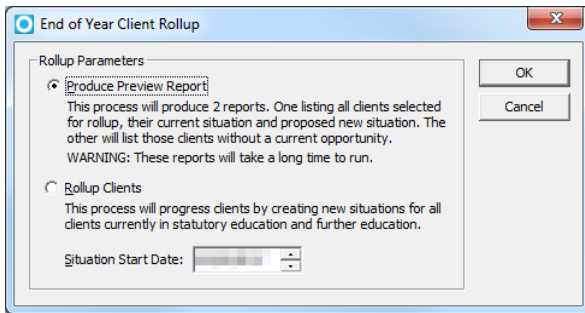 End of Year Client Rollup
Rollup Parameters
Produce Preview Report
This process will produce 2 reports. One listing all clients selected
for rollup, their current situation and proposed new situation. The
other will list those clients without a current opportunity.
WARNING: These reports will take a long time to run.
Rollup Clients
This process will progress clients by creating new situations for all
clients currently in statutory education and further education.
Situation Start Date:
OK
Cancel